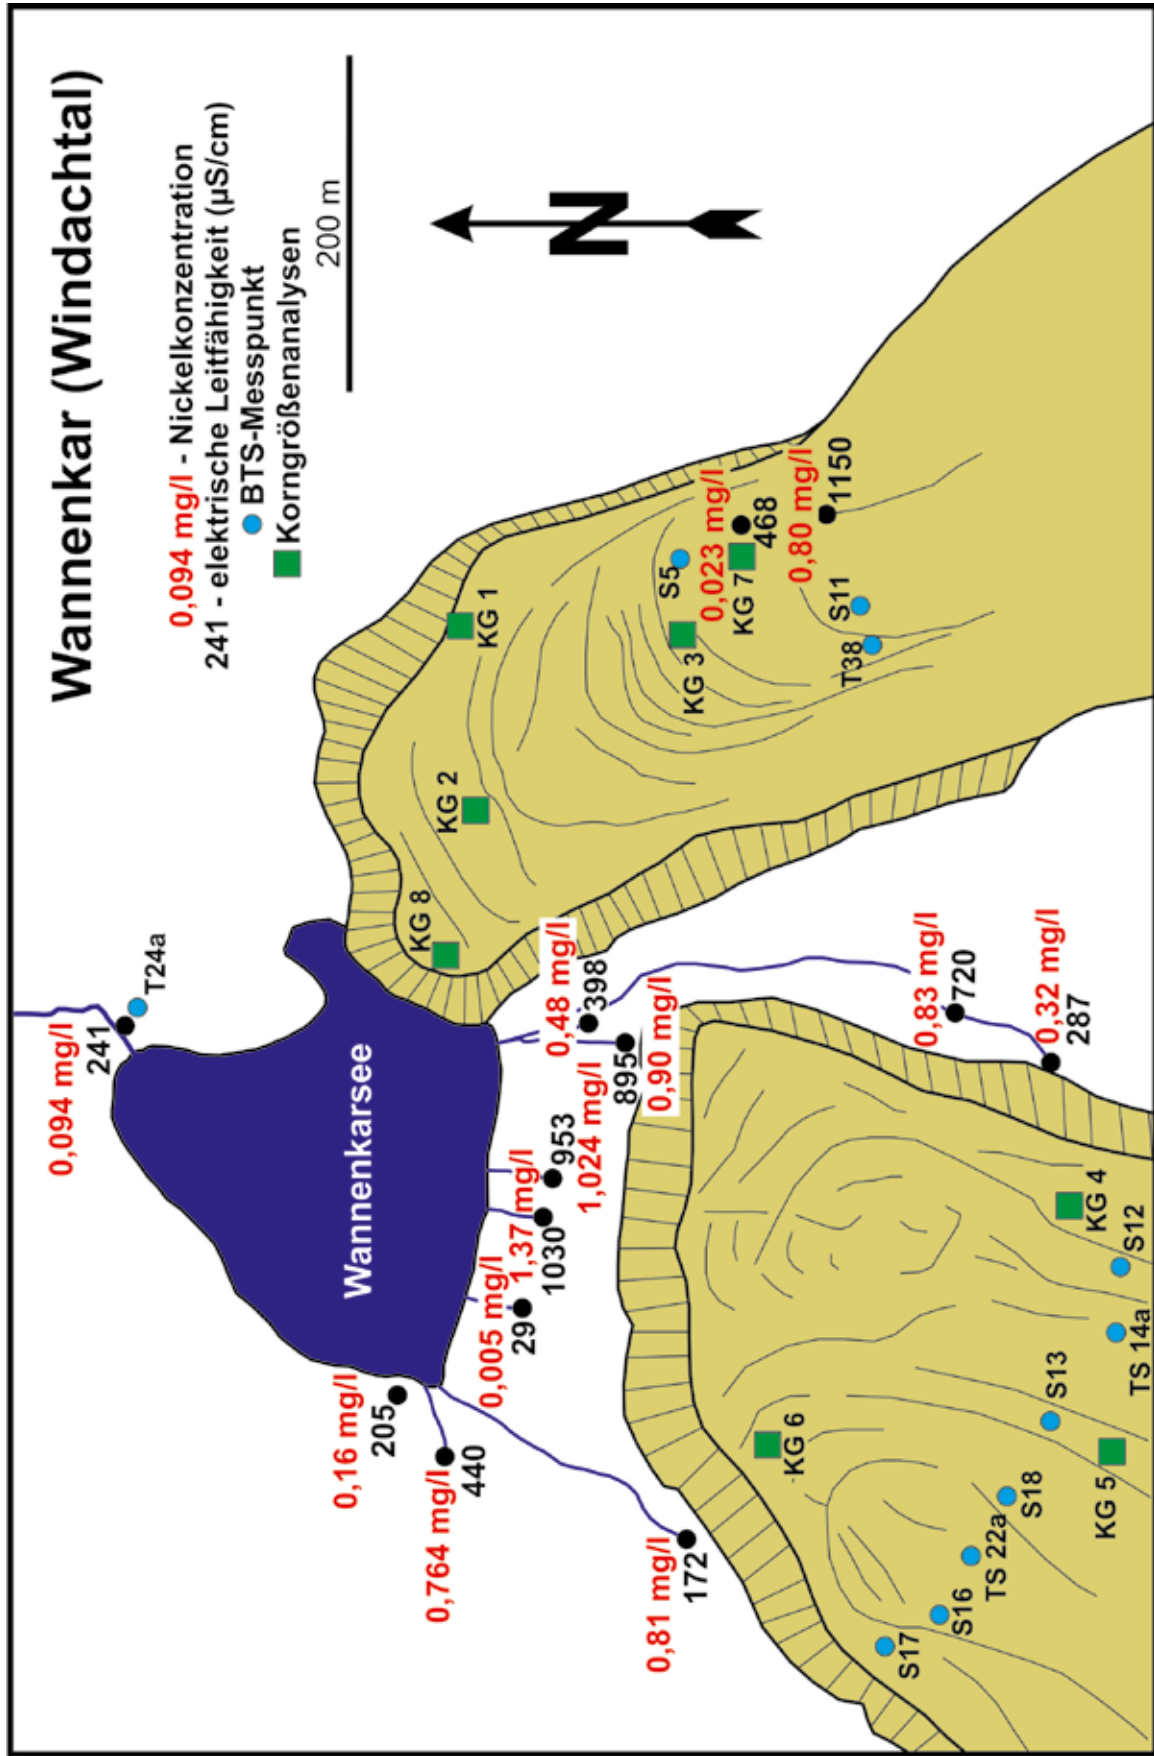 Wannenkar (Windachtal)
0,094 mg/l - Nickelkonzentration
241 - elektrische Leitfähigkeit (µS/cm)
BTS-Messpunkt
Korngrößenanalysen
200 m
N
0,094 mg/l
241
T24a
Wannenkarsee
0,16 mg/l
205
0,764 mg/l
440
0,81 mg/l
172
0,005 mg/l
29
1,37 mg/l
1030
953
1,024 mg/l
0,48 mg/l
398
895
0,90 mg/l
0,83 mg/l
720
0,32 mg/l
287
KG 8
KG 2
KG 1
S5
KG 3
0,023 mg/l
KG 7
468
0,80 mg/l
1150
S11
T38
KG 6
KG 4
S12
TS 14a
S13
KG 5
S18
TS 22a
S16
S17